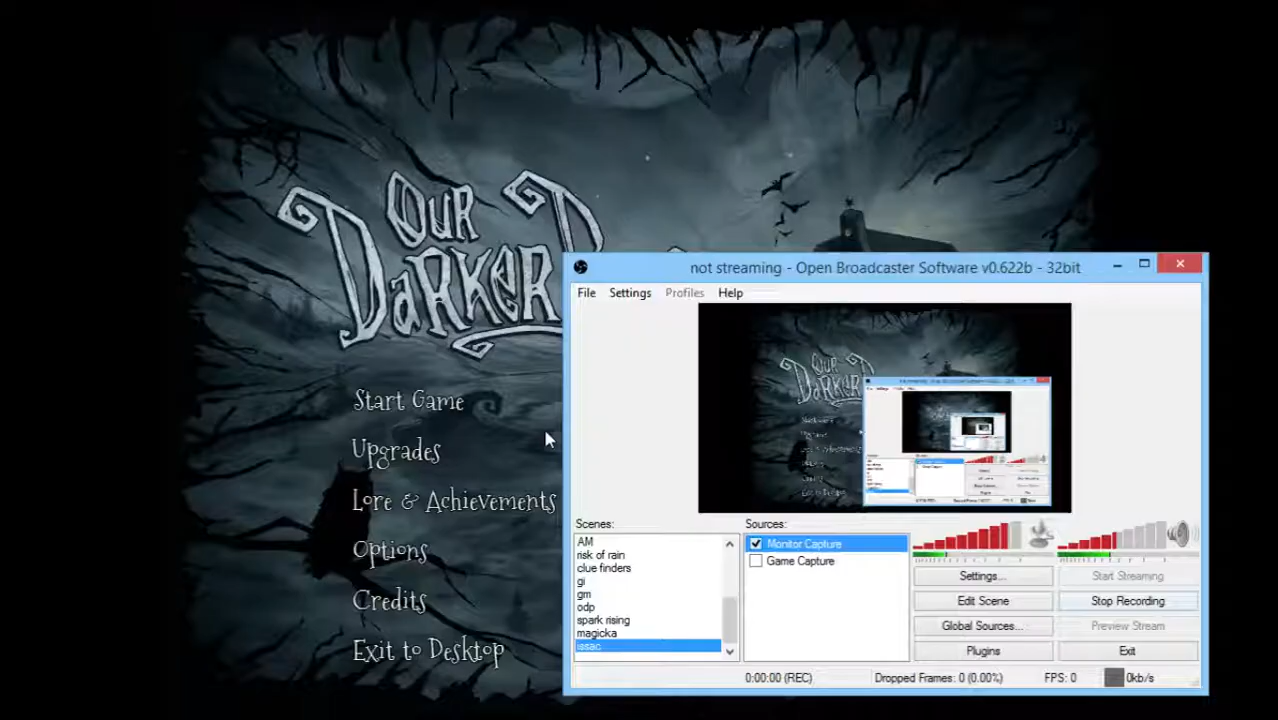 OUR
DARKER
Start Game
Upgrades
Lore & Achievements
Options
Credits
Exit to Desktop
not streaming - Open Broadcaster Software v0.622b - 32bit
File Settings Profiles Help
OUR
DARKER
Scenes:
AM
risk of rain
clue finders
gi
gm
odp
spark rising
magicka
issac
Sources:
Monitor Capture
Game Capture
Settings... Start Streaming
Edit Scene Stop Recording
Global Sources... Preview Stream
Plugins Exit
0:00:00 (REC) Dropped Frames: 0 (0.00%) FPS: 0 0kb/s